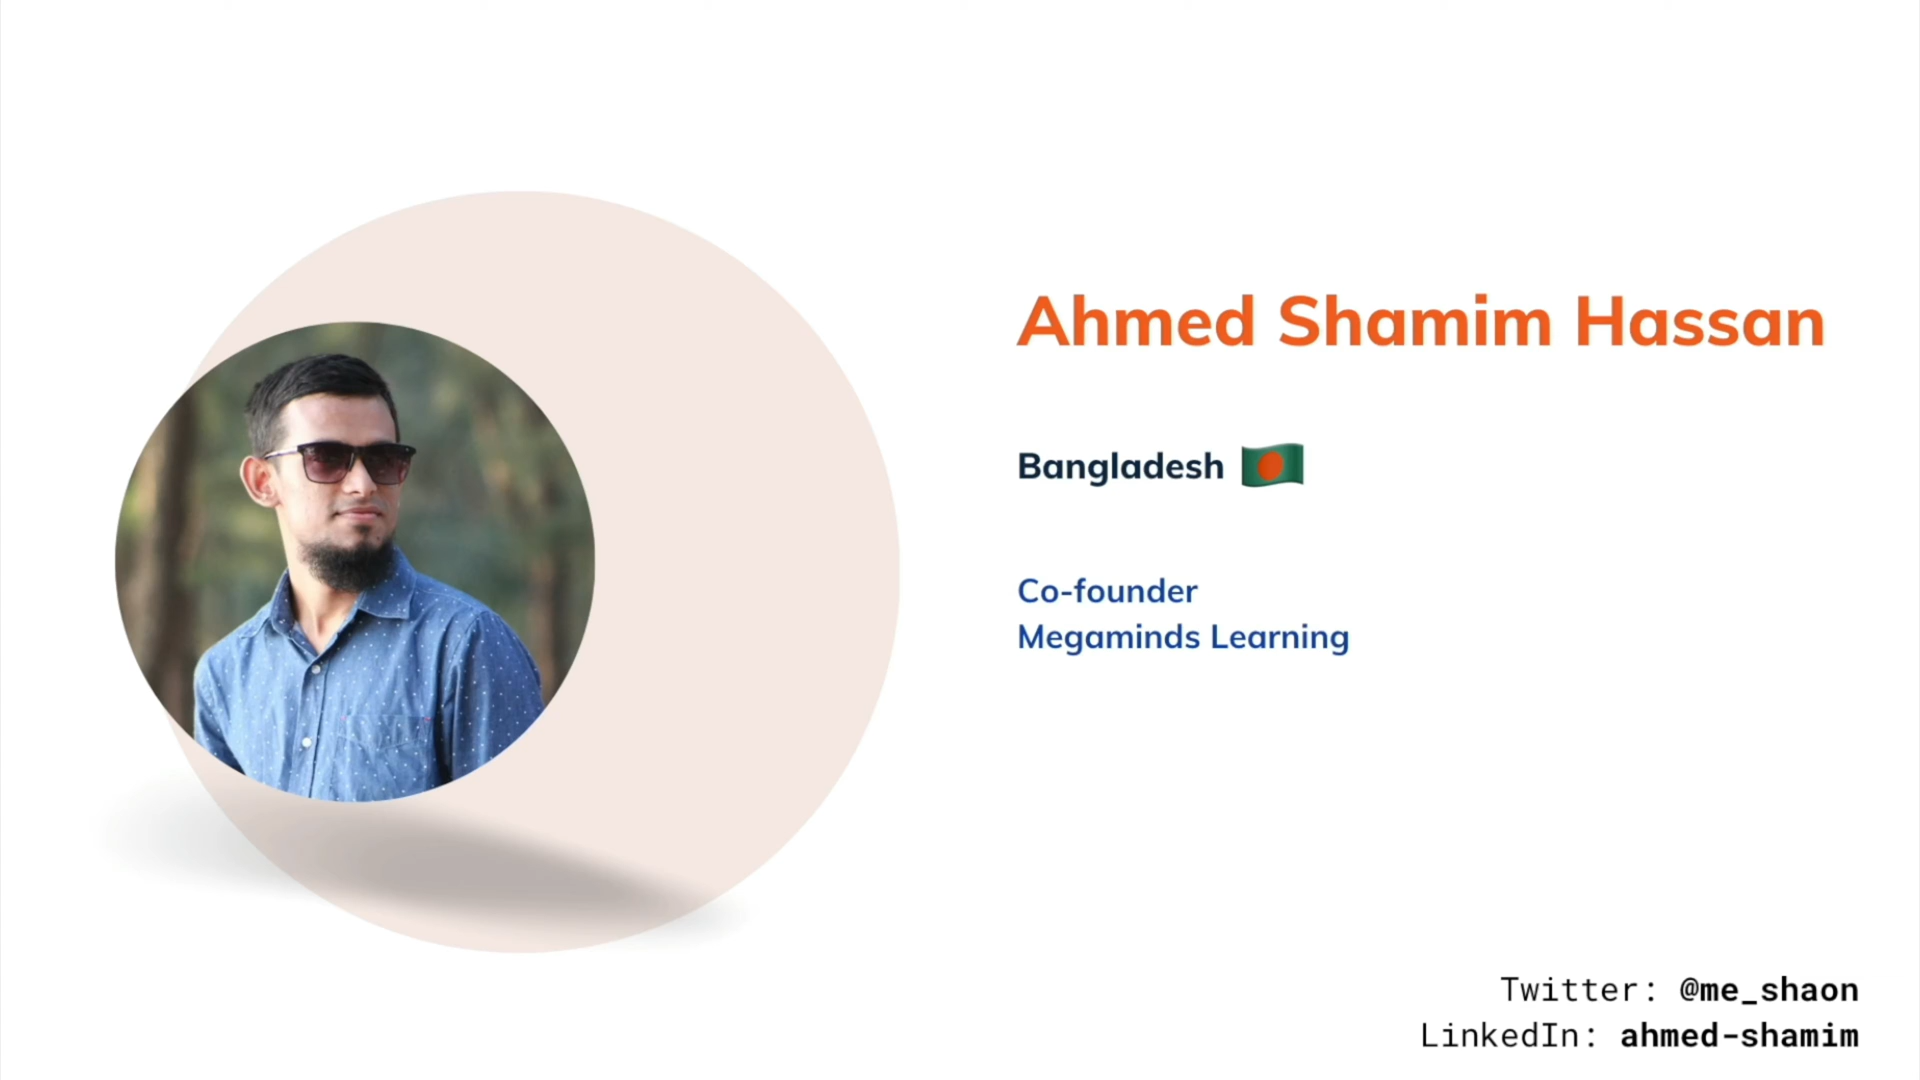 Ahmed Shamim Hassan
Bangladesh 🇧🇩
Co-founder
Megaminds Learning
Twitter: @me_shaon
LinkedIn: ahmed-shamim